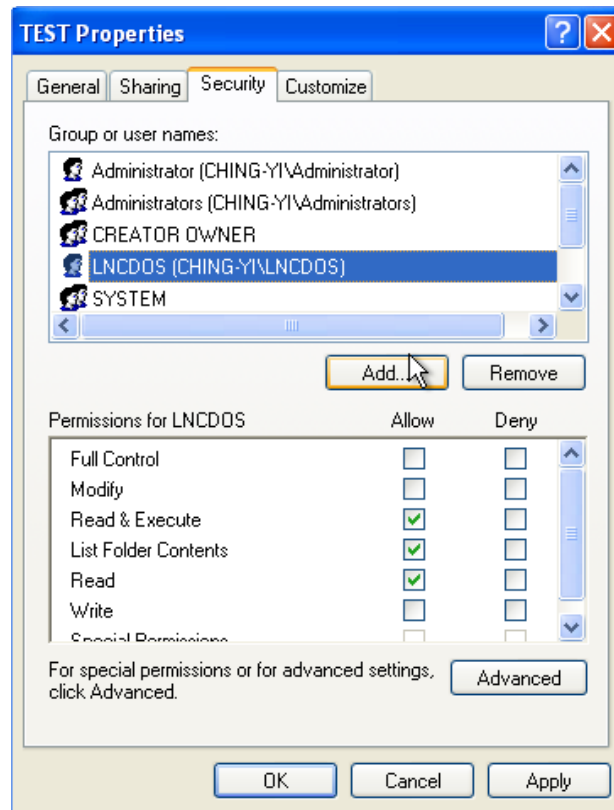 TEST Properties
General Sharing Security Customize
Group or user names:
Administrator (CHING-YI\Administrator)
Administrators (CHING-YI\Administrators)
CREATOR OWNER
LNCDOS (CHING-YI\LNCDOS)
SYSTEM
Add... Remove
Permissions for LNCDOS Allow Deny
Full Control
Modify
Read & Execute
List Folder Contents
Read
Write
Special Permissions
For special permissions or for advanced settings,
click Advanced.
Advanced
OK Cancel Apply